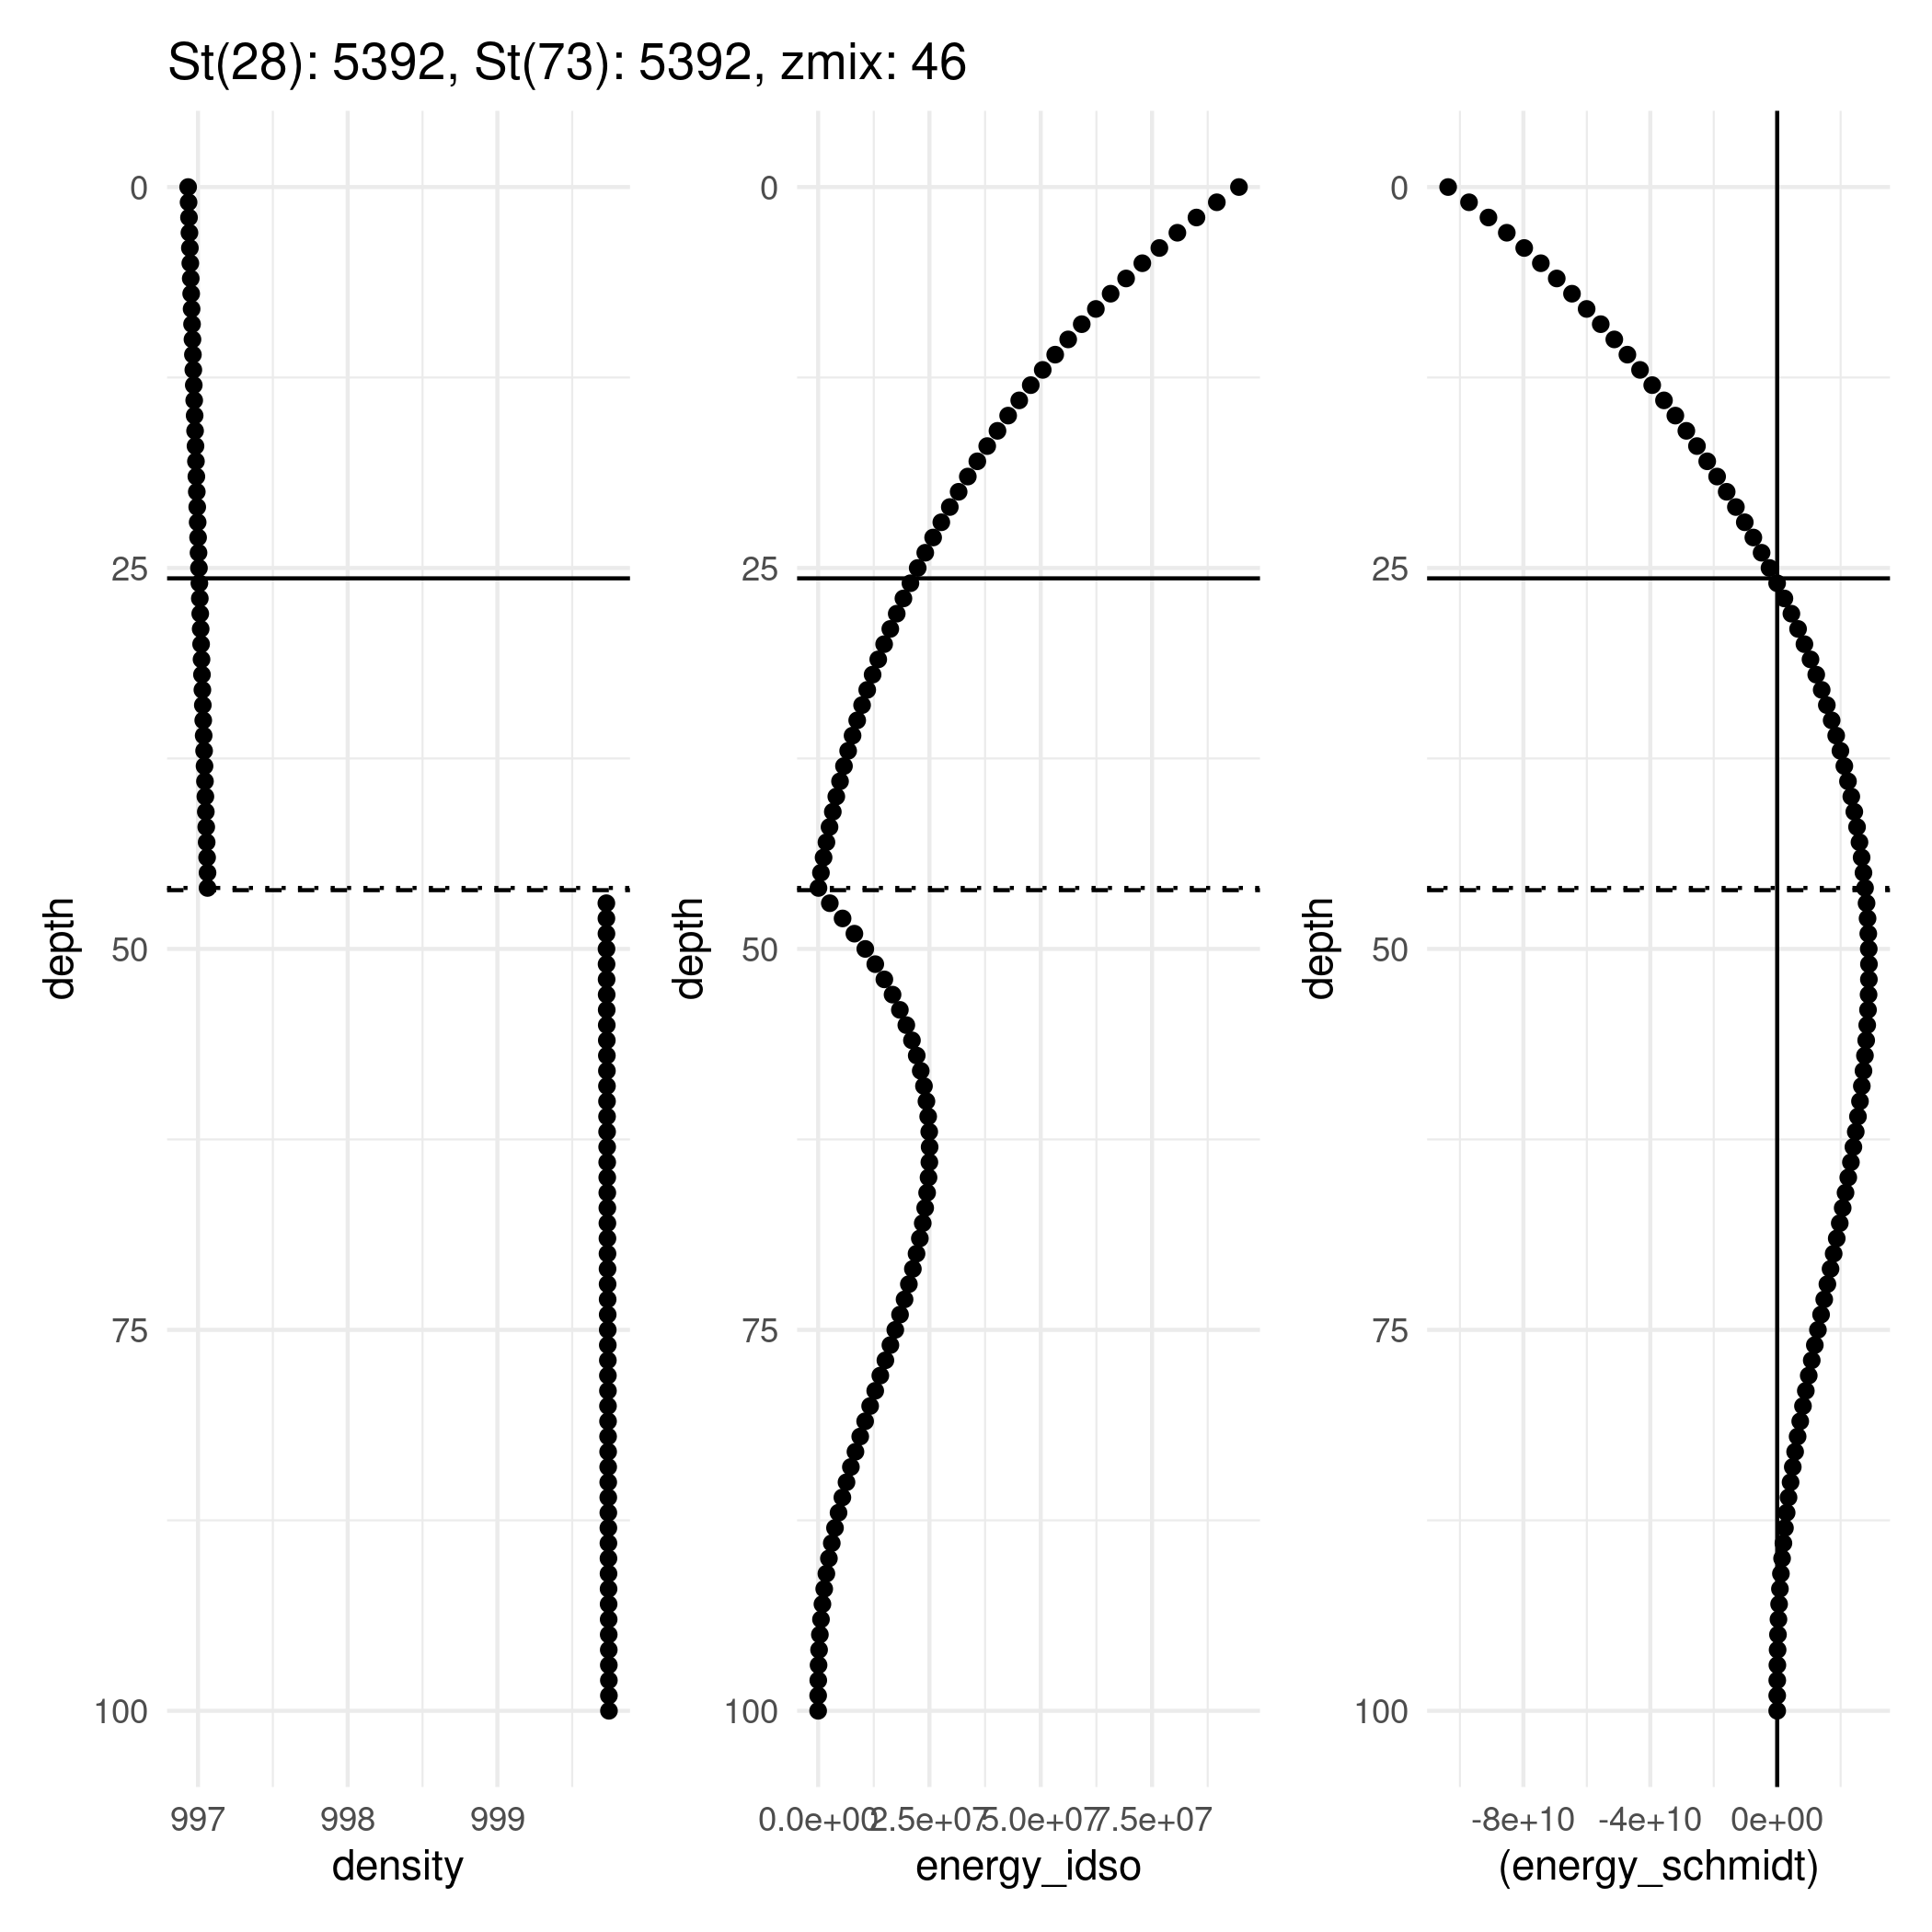 St(28): 5392, St(73): 5392, zmix: 46
0
25
50
75
100
depth
997
998
999
density
0
25
50
75
100
depth
0.0e+00
2.5e+07
5.0e+07
7.5e+07
energy_idso
0
25
50
75
100
depth
-8e+10
-4e+10
0e+00
(energy_schmidt)